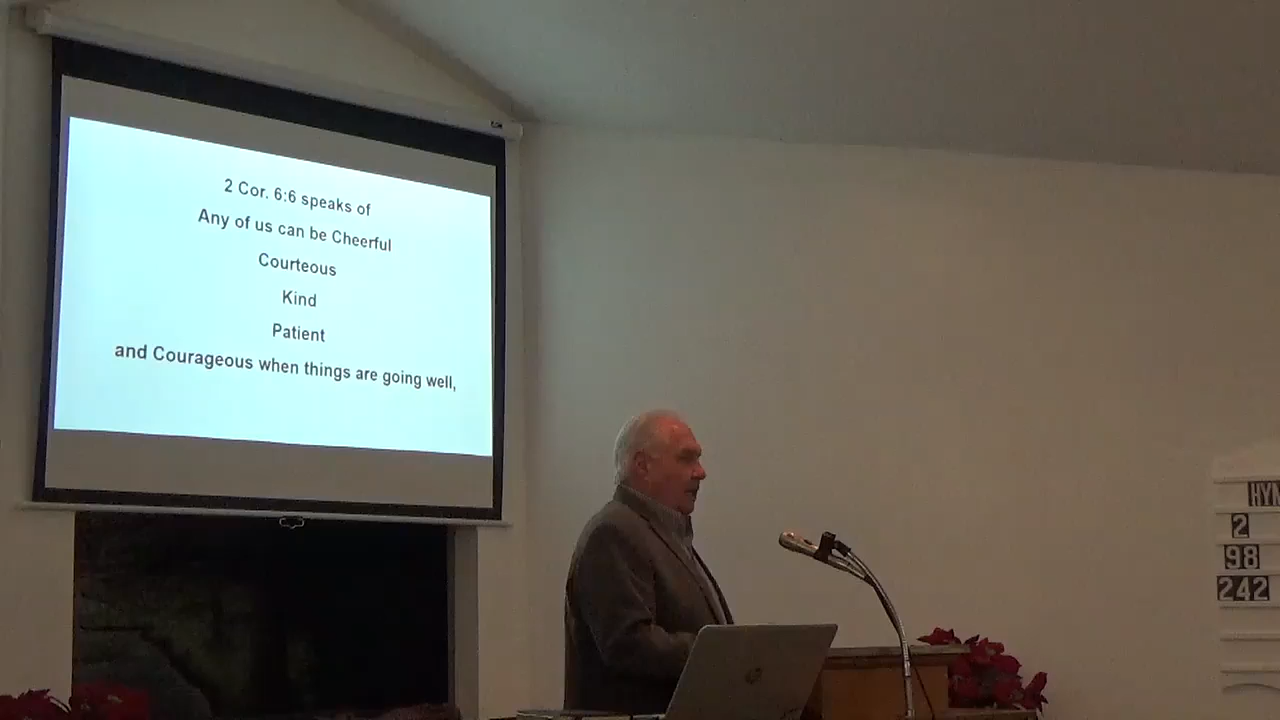 2 Cor. 6:6 speaks of
Any of us can be Cheerful
Courteous
Kind
Patient
and Courageous when things are going well,
HYM
2
98
242